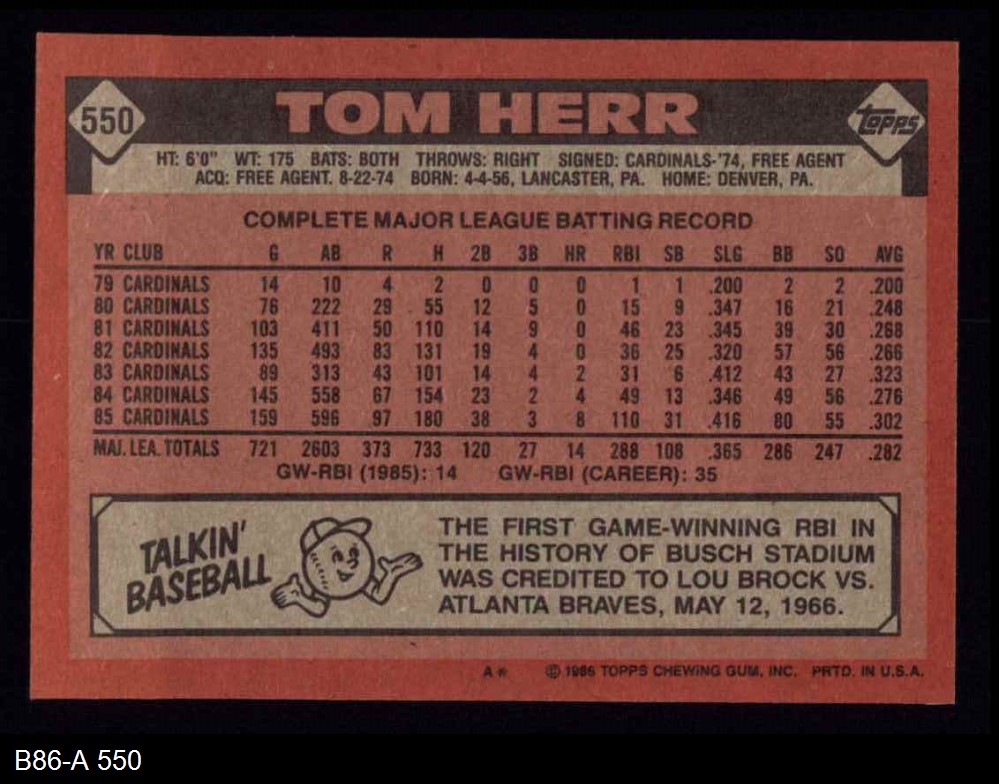 550
TOM HERR
TOPPS
HT: 6'0" WT: 175 BATS: BOTH THROWS: RIGHT SIGNED: CARDINALS-'74, FREE AGENT
ACQ: FREE AGENT. 8-22-74 BORN: 4-4-56, LANCASTER, PA. HOME: DENVER, PA.
COMPLETE MAJOR LEAGUE BATTING RECORD
YR CLUB G AB R H 2B 3B HR RBI SB SLG BB SO AVG
79 CARDINALS 14 10 4 2 0 0 0 1 1 .200 2 2 .200
80 CARDINALS 76 222 29 55 12 5 0 15 9 .347 16 21 .248
81 CARDINALS 103 411 50 110 14 9 0 46 23 .345 39 30 .268
82 CARDINALS 135 493 83 131 19 4 0 36 25 .320 57 56 .266
83 CARDINALS 89 313 43 101 14 4 2 31 6 .412 43 27 .323
84 CARDINALS 145 558 67 154 23 2 4 49 13 .346 49 56 .276
85 CARDINALS 159 596 97 180 38 3 8 110 31 .416 80 55 .302
MAJ. LEA. TOTALS 721 2603 373 733 120 27 14 288 108 .365 286 247 .282
GW-RBI (1985): 14 GW-RBI (CAREER): 35
TALKIN'
BASEBALL
THE FIRST GAME-WINNING RBI IN
THE HISTORY OF BUSCH STADIUM
WAS CREDITED TO LOU BROCK VS.
ATLANTA BRAVES, MAY 12, 1966.
A* © 1986 TOPPS CHEWING GUM, INC. PRTD. IN U.S.A.
B86-A 550